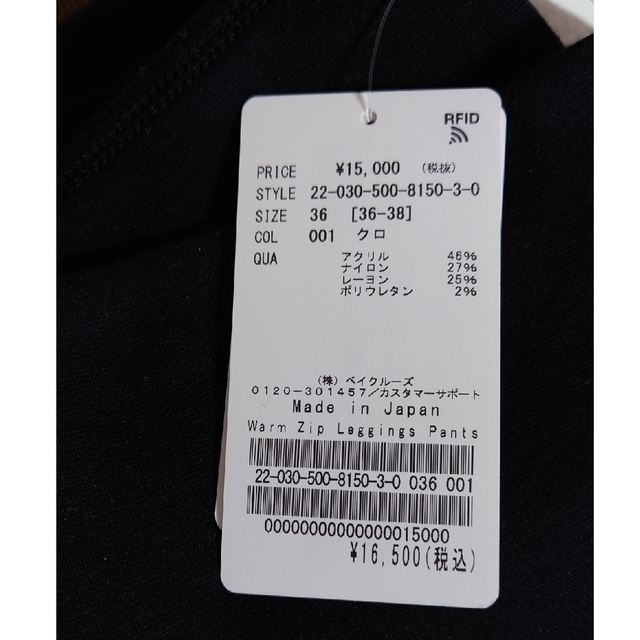 RFID
PRICE ¥15,000 (税抜)
STYLE 22-030-500-8150-3-0
SIZE 36 [36-38]
COL 001 クロ
QUA アクリル 46%
ナイロン 27%
レーヨン 25%
ポリウレタン 2%
(株) ベイクルーズ
0120-301457/カスタマーサポート
Made in Japan
Warm Zip Leggings Pants
22-030-500-8150-3-0 036 001
00000000000000015000
¥16,500(税込)